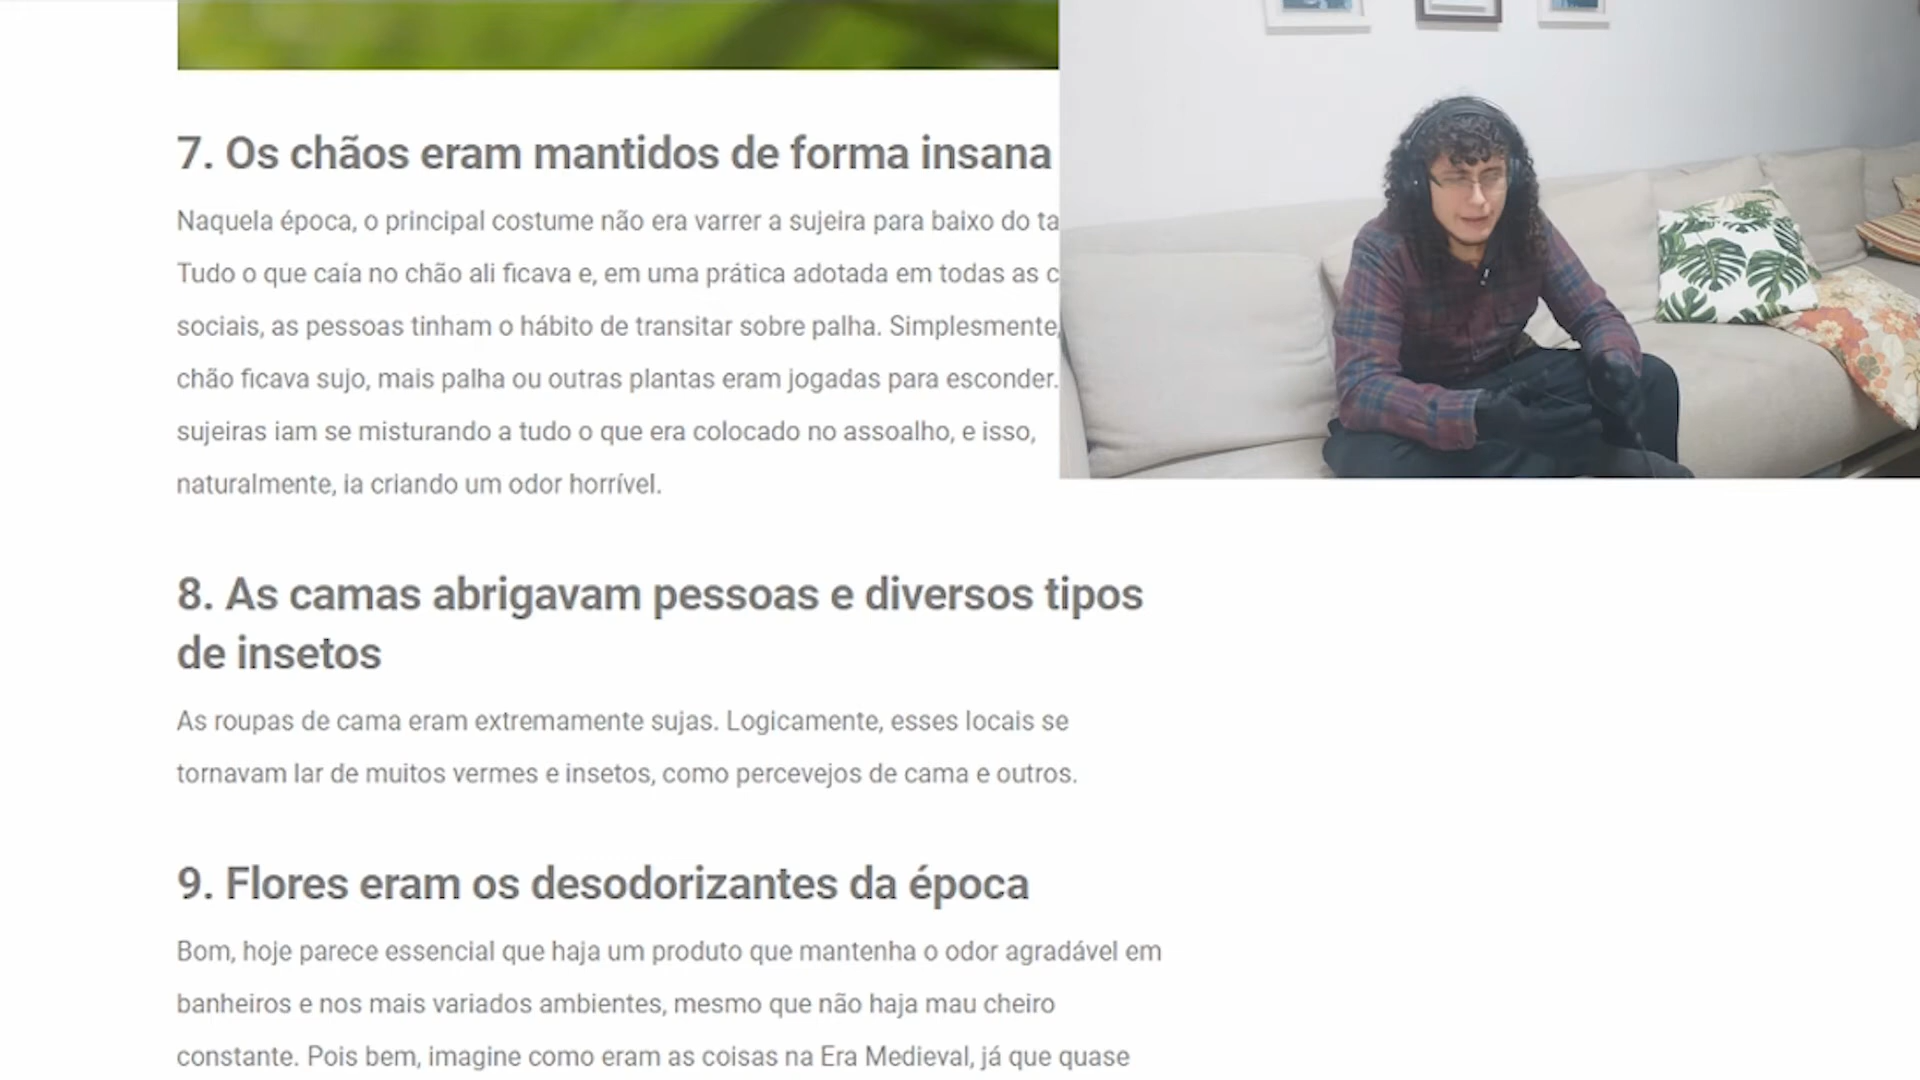 7. Os chãos eram mantidos de forma insana
Naquela época, o principal costume não era varrer a sujeira para baixo do
Tudo o que caía no chão ali ficava e, em uma prática adotada em todas as
sociais, as pessoas tinham o hábito de transitar sobre palha. Simplesmente,
chão ficava sujo, mais palha ou outras plantas eram jogadas para esconder.
sujeiras iam se misturando a tudo o que era colocado no assoalho, e isso,
naturalmente, ia criando um odor horrível.
8. As camas abrigavam pessoas e diversos tipos
de insetos
As roupas de cama eram extremamente sujas. Logicamente, esses locais se
tornavam lar de muitos vermes e insetos, como percevejos de cama e outros.
9. Flores eram os desodorizantes da época
Bom, hoje parece essencial que haja um produto que mantenha o odor agradável em
banheiros e nos mais variados ambientes, mesmo que não haja mau cheiro
constante. Pois bem, imagine como eram as coisas na Era Medieval, já que quase